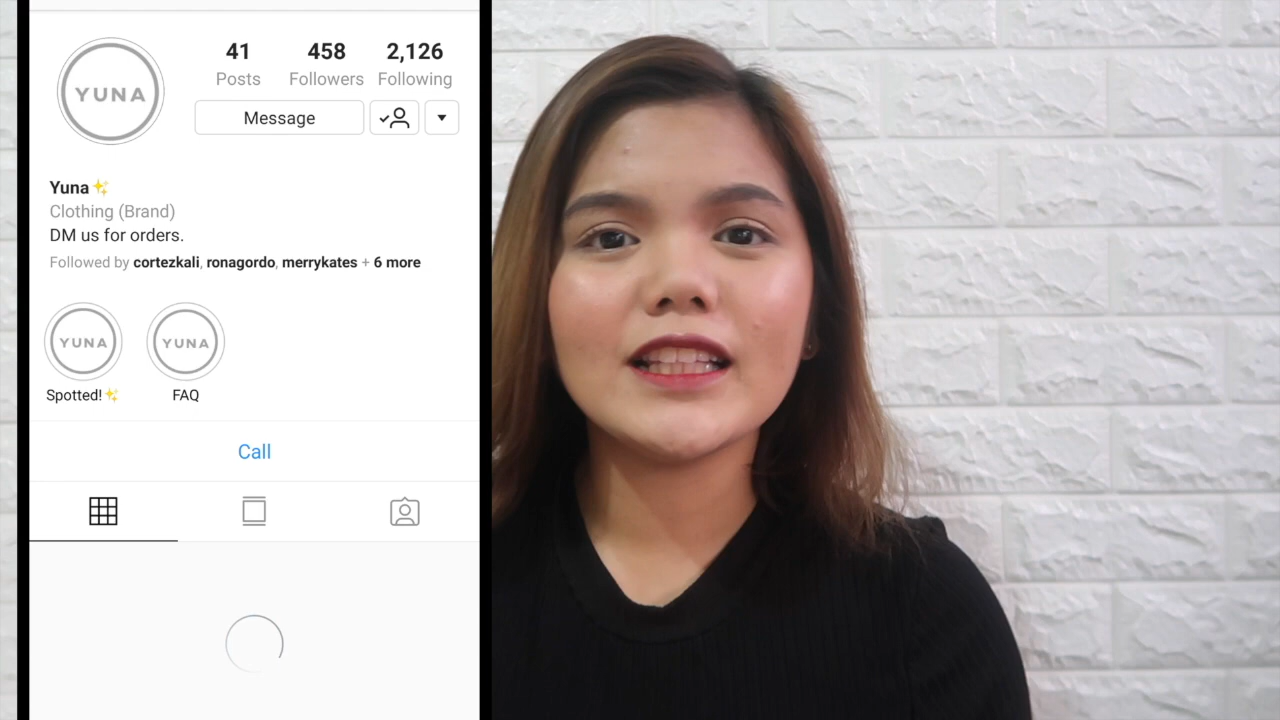 YUNA
41 458 2,126
Posts Followers Following
Message
Yuna✨
Clothing (Brand)
DM us for orders.
Followed by cortezkali, ronagordo, merrykates + 6 more
YUNA YUNA
Spotted!✨ FAQ
Call